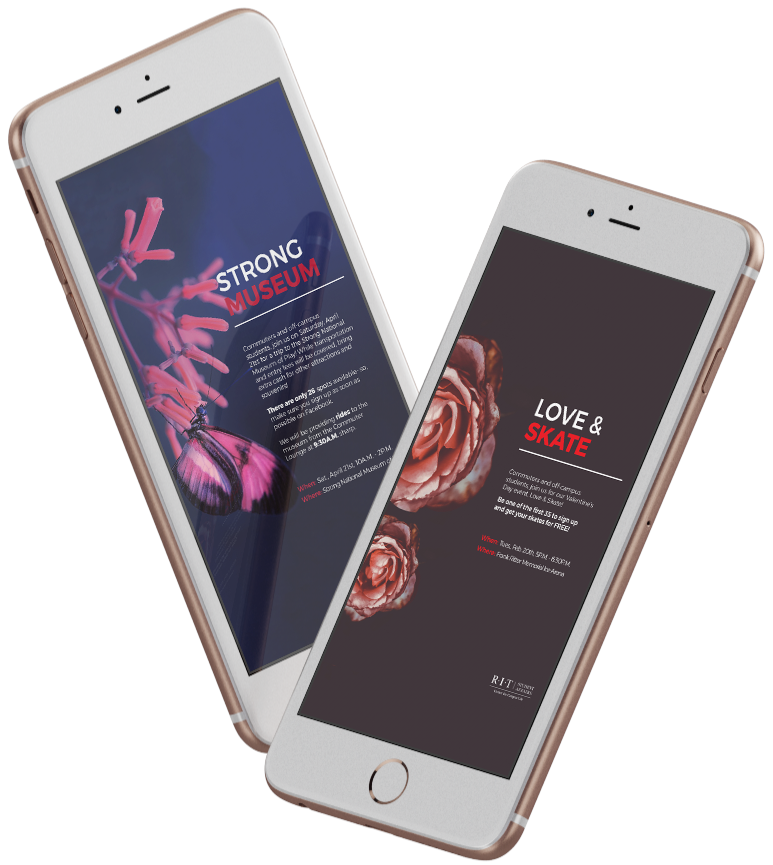 STRONG
MUSEUM
Commuters and off-campus
students, join us on Saturday, April
21st for a trip to the Strong National
Museum of Play! While transportation
and entry fees will be covered, bring
extra cash for other attractions and
souvenirs!
There are only 26 spots available, so,
make sure you sign up as soon as
possible on Facebook.
We will be providing rides to the
museum from the Commuter
Lounge at 9:30A.M. sharp.
When: Sat., April 21st, 10A.M. - 2P.M
Where: Strong National Museum of
LOVE &
SKATE
Commuters and off-campus
students, join us for our Valentine's
Day event, Love & Skate!
Be one of the first 35 to sign up
and get your skates for FREE!
When: Tues, Feb. 20th, 5P.M - 6:30P.M.
Where: Frank Ritter Memorial Ice Arena
R·I·T
STUDENT
AFFAIRS